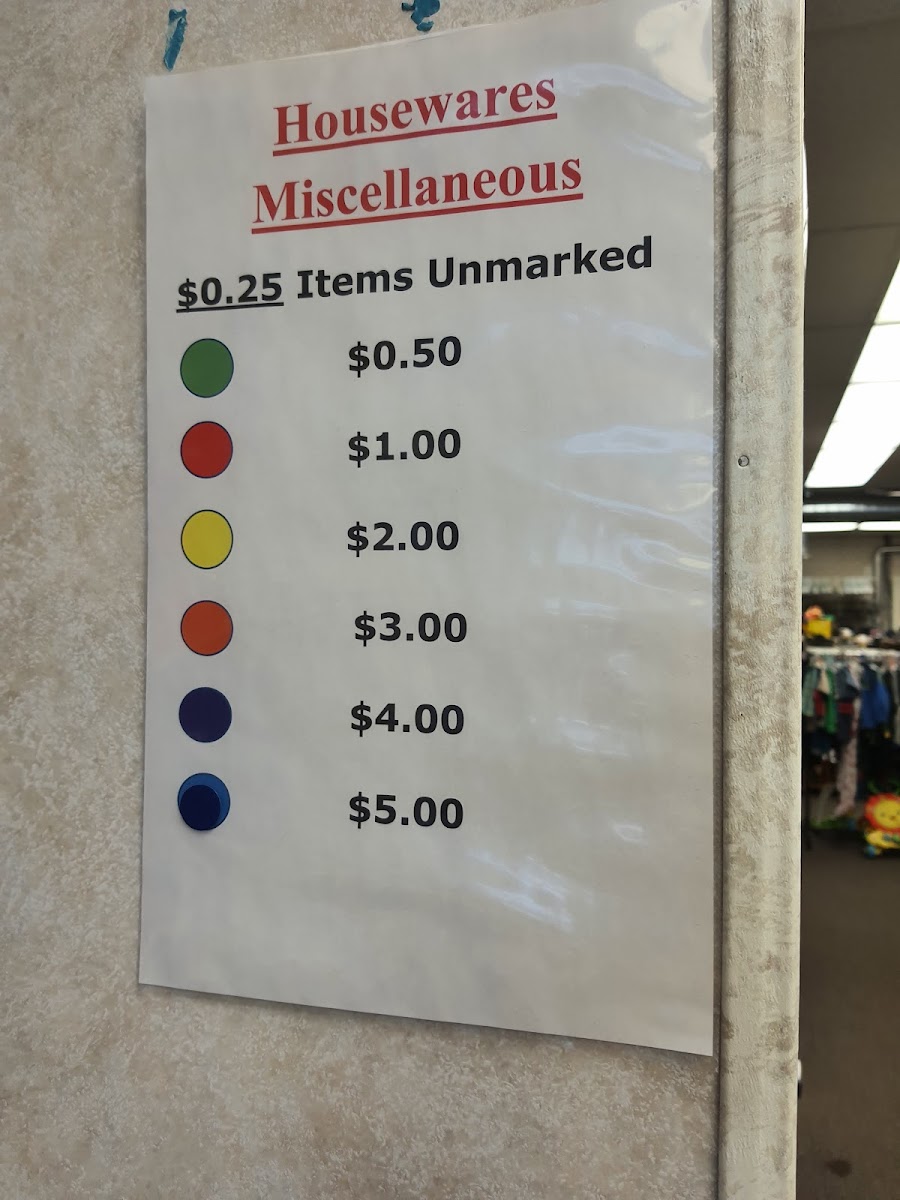 Housewares
Miscellaneous
$0.25 Items Unmarked
$0.50
$1.00
$2.00
$3.00
$4.00
$5.00